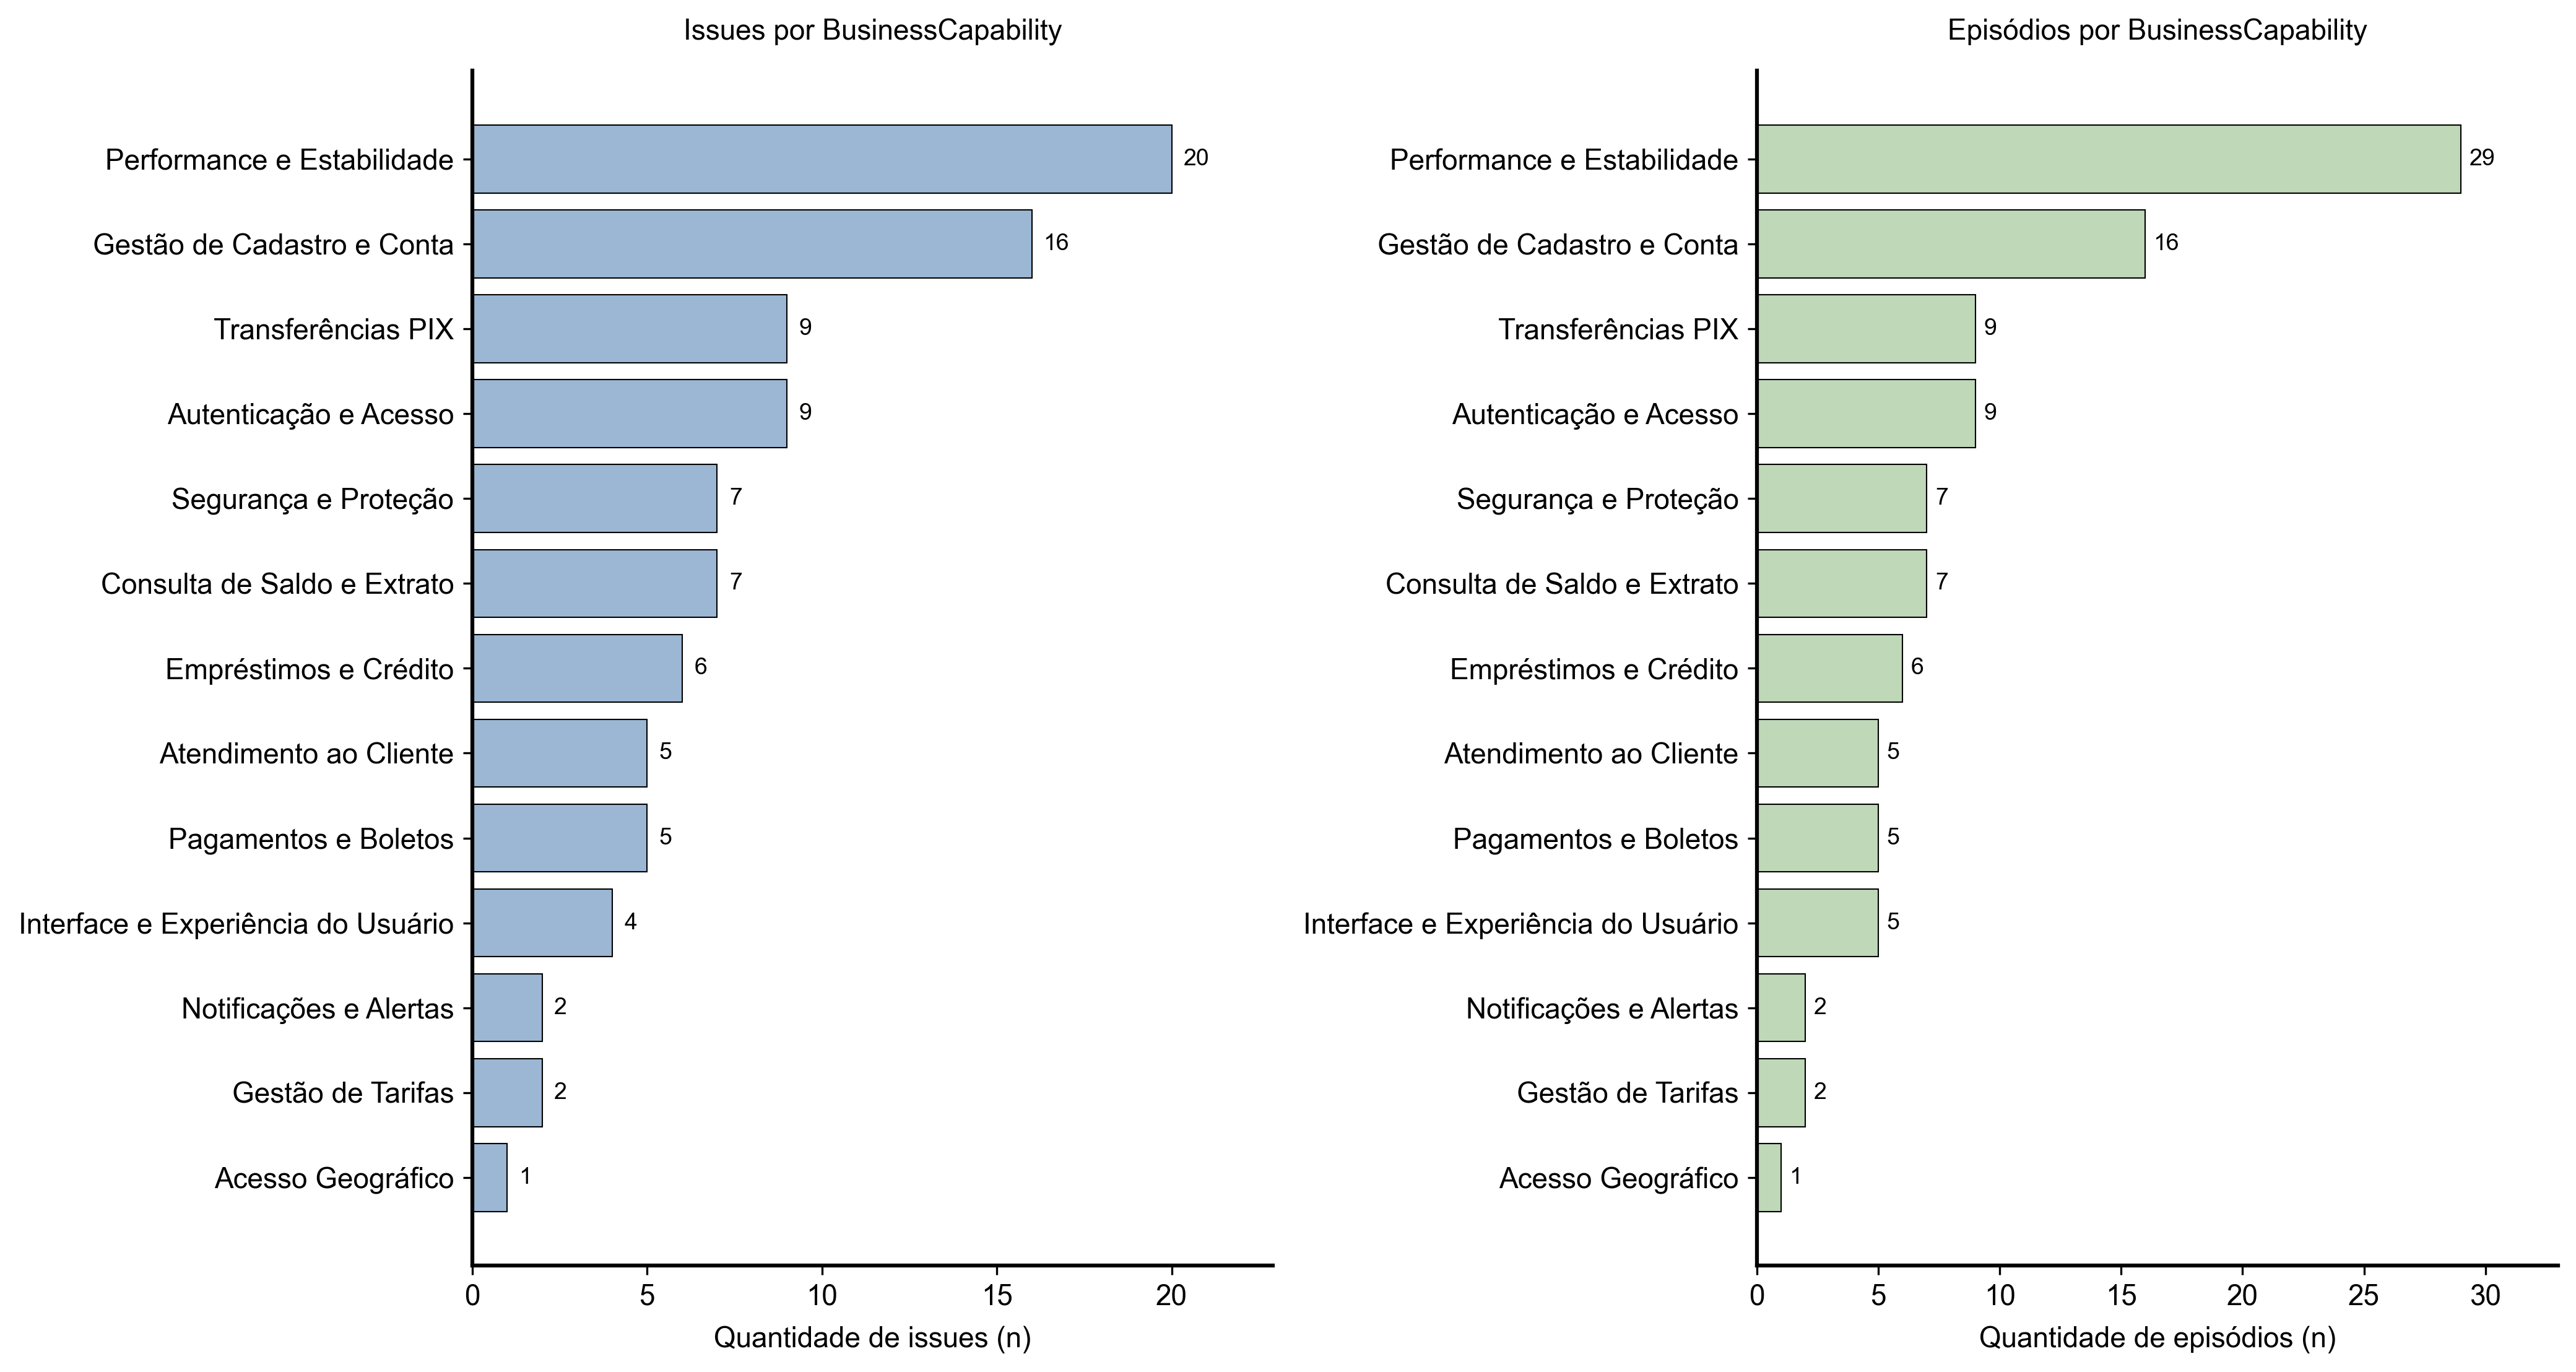 Issues por BusinessCapability
Performance e Estabilidade
20
Gestão de Cadastro e Conta
16
Transferências PIX
9
Autenticação e Acesso
9
Segurança e Proteção
7
Consulta de Saldo e Extrato
7
Empréstimos e Crédito
6
Atendimento ao Cliente
5
Pagamentos e Boletos
5
Interface e Experiência do Usuário
4
Notificações e Alertas
2
Gestão de Tarifas
2
Acesso Geográfico
1
0 5 10 15 20
Quantidade de issues (n)
Episódios por BusinessCapability
Performance e Estabilidade
29
Gestão de Cadastro e Conta
16
Transferências PIX
9
Autenticação e Acesso
9
Segurança e Proteção
7
Consulta de Saldo e Extrato
7
Empréstimos e Crédito
6
Atendimento ao Cliente
5
Pagamentos e Boletos
5
Interface e Experiência do Usuário
5
Notificações e Alertas
2
Gestão de Tarifas
2
Acesso Geográfico
1
0 5 10 15 20 25 30
Quantidade de episódios (n)